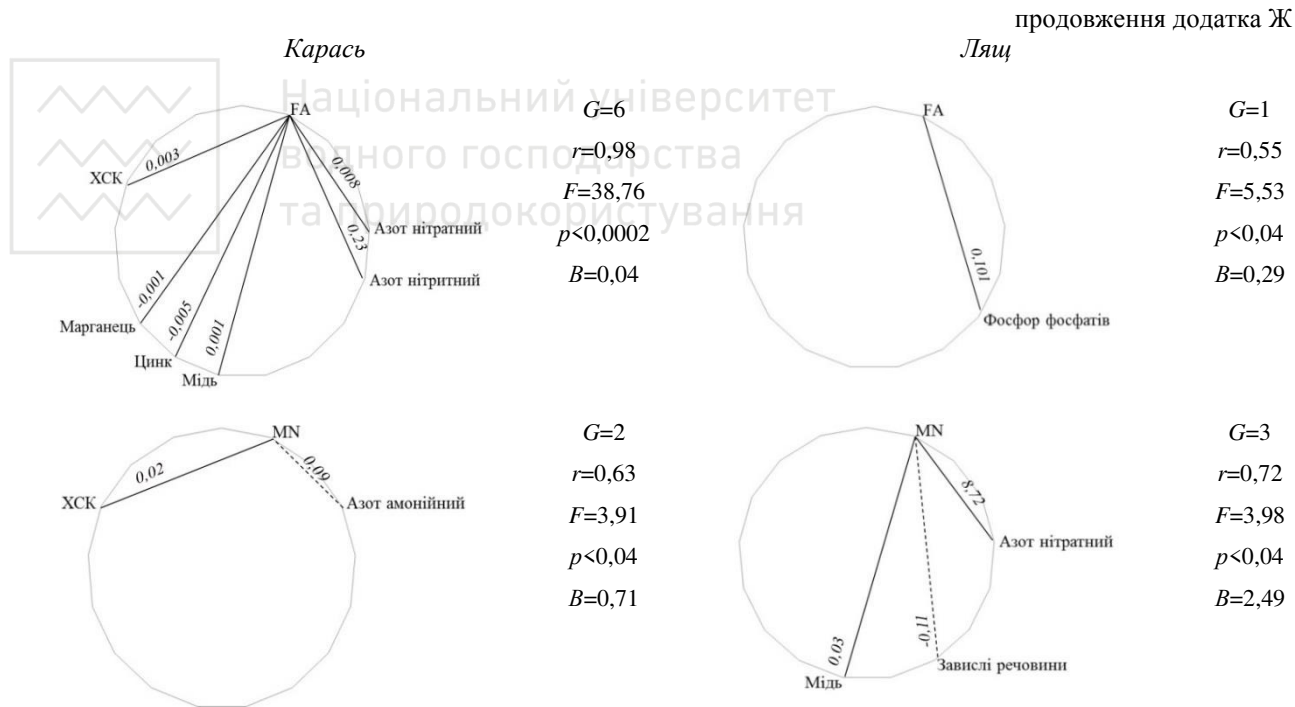 продовження додатка Ж
Карась
Лящ
Національний університет
водного господарства
та природокористування
FA
0,003
ХСК
0,008
0,23
Азот нітратний
Азот нітритний
-0,001
-0,005
0,001
Марганець
Цинк
Мідь
G=6
r=0,98
F=38,76
p<0,0002
B=0,04
FA
0,101
Фосфор фосфатів
G=1
r=0,55
F=5,53
p<0,04
B=0,29
MN
0,02
0,09
ХСК
Азот амонійний
G=2
r=0,63
F=3,91
p<0,04
B=0,71
MN
8,72
Азот нітратний
0,03
-0,11
Завислі речовини
Мідь
G=3
r=0,72
F=3,98
p<0,04
B=2,49